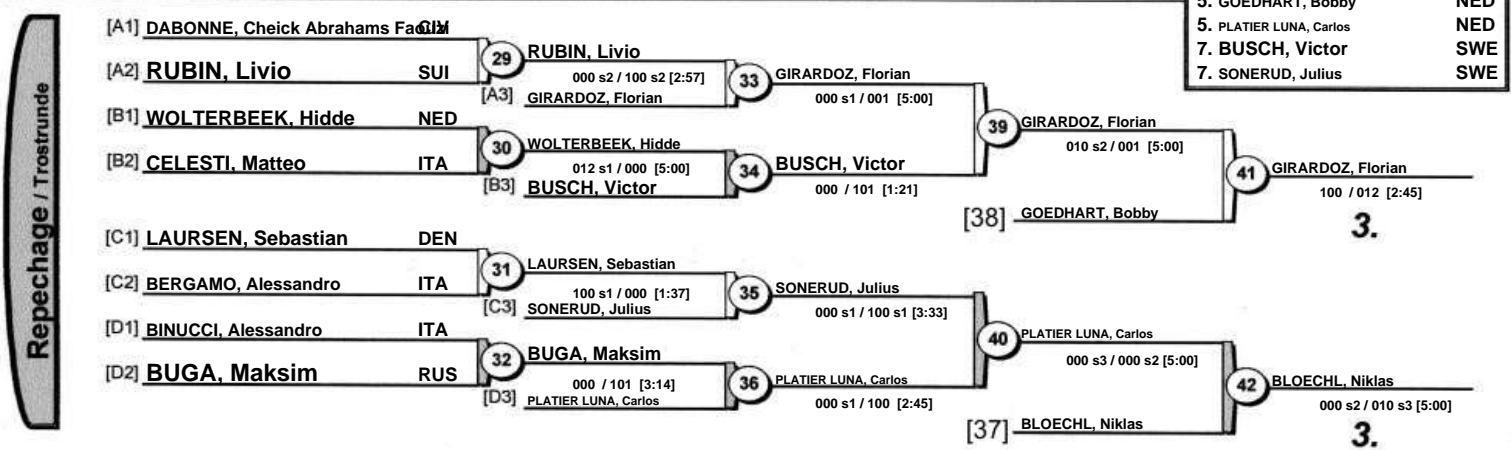 5. GOEDHART, Bobby NED
5. PLATIER LUNA, Carlos NED
7. BUSCH, Victor SWE
7. SONERUD, Julius SWE
Repechage / Trostrunde
[A1] DABONNE, Cheick Abrahams
[A2] RUBIN, Livio SUI
29
RUBIN, Livio
000 s2 / 100 s2 [2:57]
[A3] GIRARDOZ, Florian
33
GIRARDOZ, Florian
000 s1 / 001 [5:00]
[B1] WOLTERBEEK, Hidde NED
[B2] CELESTI, Matteo ITA
30
WOLTERBEEK, Hidde
012 s1 / 000 [5:00]
[B3] BUSCH, Victor
34
BUSCH, Victor
000 / 101 [1:21]
39
GIRARDOZ, Florian
010 s2 / 001 [5:00]
[38] GOEDHART, Bobby
41
GIRARDOZ, Florian
100 / 012 [2:45]
3.
[C1] LAURSEN, Sebastian DEN
[C2] BERGAMO, Alessandro ITA
31
LAURSEN, Sebastian
100 s1 / 000 [1:37]
[C3] SONERUD, Julius
35
SONERUD, Julius
000 s1 / 100 s1 [3:33]
[D1] BINUCCI, Alessandro ITA
[D2] BUGA, Maksim RUS
32
BUGA, Maksim
000 / 101 [3:14]
[D3] PLATIER LUNA, Carlos
36
PLATIER LUNA, Carlos
000 s1 / 100 [2:45]
40
PLATIER LUNA, Carlos
000 s3 / 000 s2 [5:00]
[37] BLOECHL, Niklas
42
BLOECHL, Niklas
000 s2 / 010 s3 [5:00]
3.